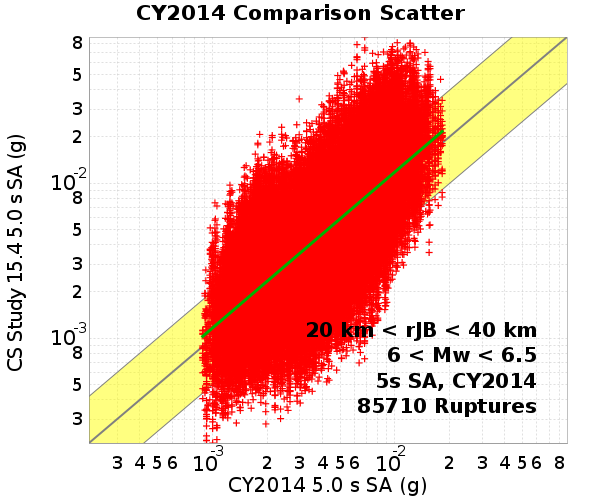 CY2014 Comparison Scatter
8
5
3
2
10-2
8
5
3
2
10-3
8
5
3
CS Study 15.4 5.0 s SA (g)
20 km < rJB < 40 km
6 < Mw < 6.5
5s SA, CY2014
85710 Ruptures
3 4 5 6 10-3 2 3 4 5 6 10-2 2 3 4 5 6 8
CY2014 5.0 s SA (g)